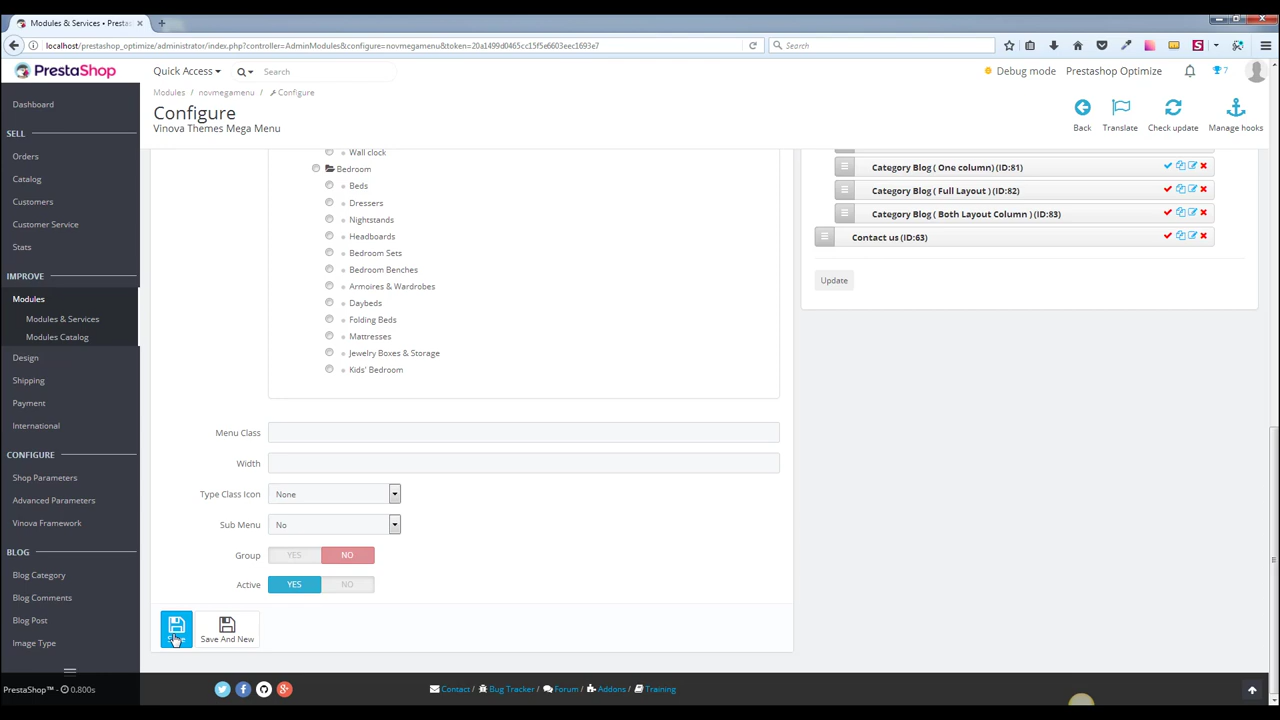 Modules & Services • Presta
localhost/prestashop_optimize/administrator/index.php?controller=AdminModules&configure=novmegamenu&token=20a1499d0465cc15f5e6603eec1693e7
Search
PrestaShop
Quick Access
Search
Debug mode
Prestashop Optimize
7
Modules / novmegamenu / Configure
Configure
Vinova Themes Mega Menu
Back
Translate
Check update
Manage hooks
Dashboard
SELL
Orders
Catalog
Customers
Customer Service
Stats
IMPROVE
Modules
Modules & Services
Modules Catalog
Design
Shipping
Payment
International
CONFIGURE
Shop Parameters
Advanced Parameters
Vinova Framework
BLOG
Blog Category
Blog Comments
Blog Post
Image Type
PrestaShop™ - 0.800s
Wall clock
Bedroom
Beds
Dressers
Nightstands
Headboards
Bedroom Sets
Bedroom Benches
Armoires & Wardrobes
Daybeds
Folding Beds
Mattresses
Jewelry Boxes & Storage
Kids' Bedroom
Menu Class
Width
Type Class Icon None
Sub Menu No
Group YES NO
Active YES NO
Save And New
Category Blog ( One column) (ID:81)
Category Blog ( Full Layout ) (ID:82)
Category Blog ( Both Layout Column ) (ID:83)
Contact us (ID:63)
Update
Contact / Bug Tracker / Forum / Addons / Training